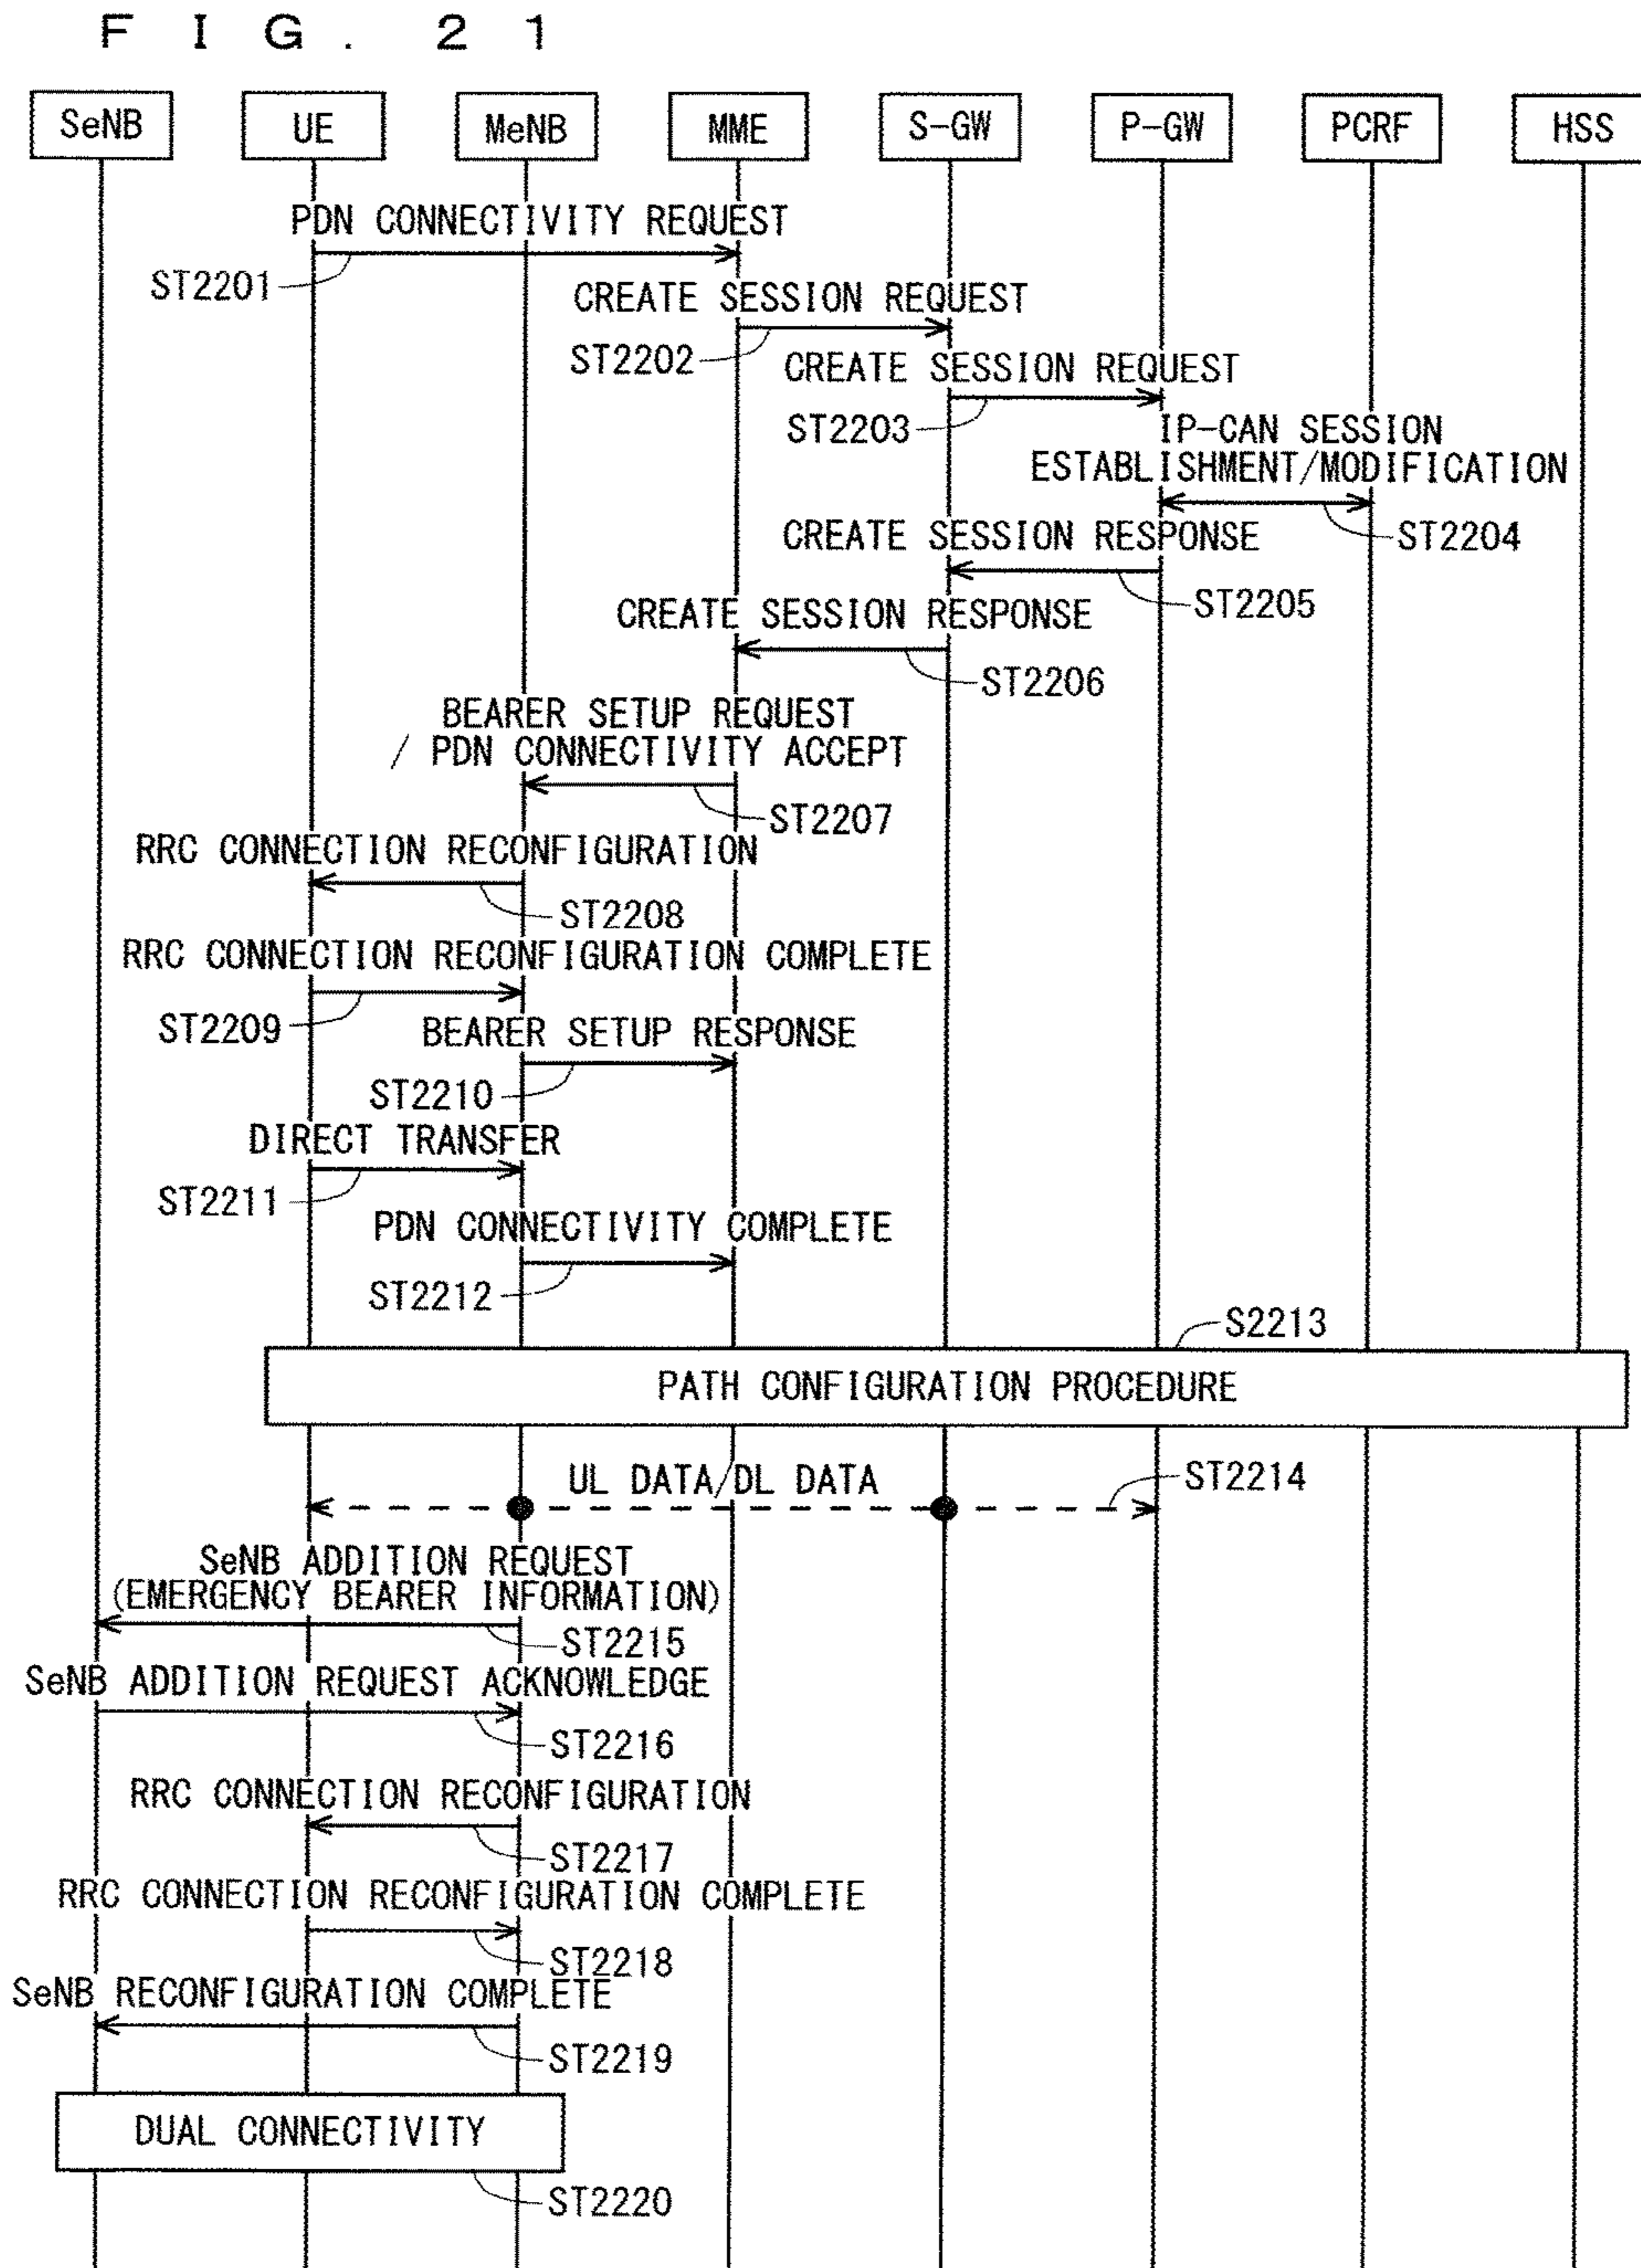 FIG. 21
SeNB UE MeNB MME S-GW P-GW PCRF HSS
PDN CONNECTIVITY REQUEST
ST2201
CREATE SESSION REQUEST
ST2202
CREATE SESSION REQUEST
ST2203
IP-CAN SESSION
ESTABLISHMENT/MODIFICATION
ST2204
CREATE SESSION RESPONSE
ST2205
CREATE SESSION RESPONSE
ST2206
BEARER SETUP REQUEST
/ PDN CONNECTIVITY ACCEPT
ST2207
RRC CONNECTION RECONFIGURATION
ST2208
RRC CONNECTION RECONFIGURATION COMPLETE
ST2209
BEARER SETUP RESPONSE
ST2210
DIRECT TRANSFER
ST2211
PDN CONNECTIVITY COMPLETE
ST2212
S2213
PATH CONFIGURATION PROCEDURE
UL DATA/DL DATA
ST2214
SeNB ADDITION REQUEST
(EMERGENCY BEARER INFORMATION)
ST2215
SeNB ADDITION REQUEST ACKNOWLEDGE
ST2216
RRC CONNECTION RECONFIGURATION
ST2217
RRC CONNECTION RECONFIGURATION COMPLETE
ST2218
SeNB RECONFIGURATION COMPLETE
ST2219
DUAL CONNECTIVITY
ST2220